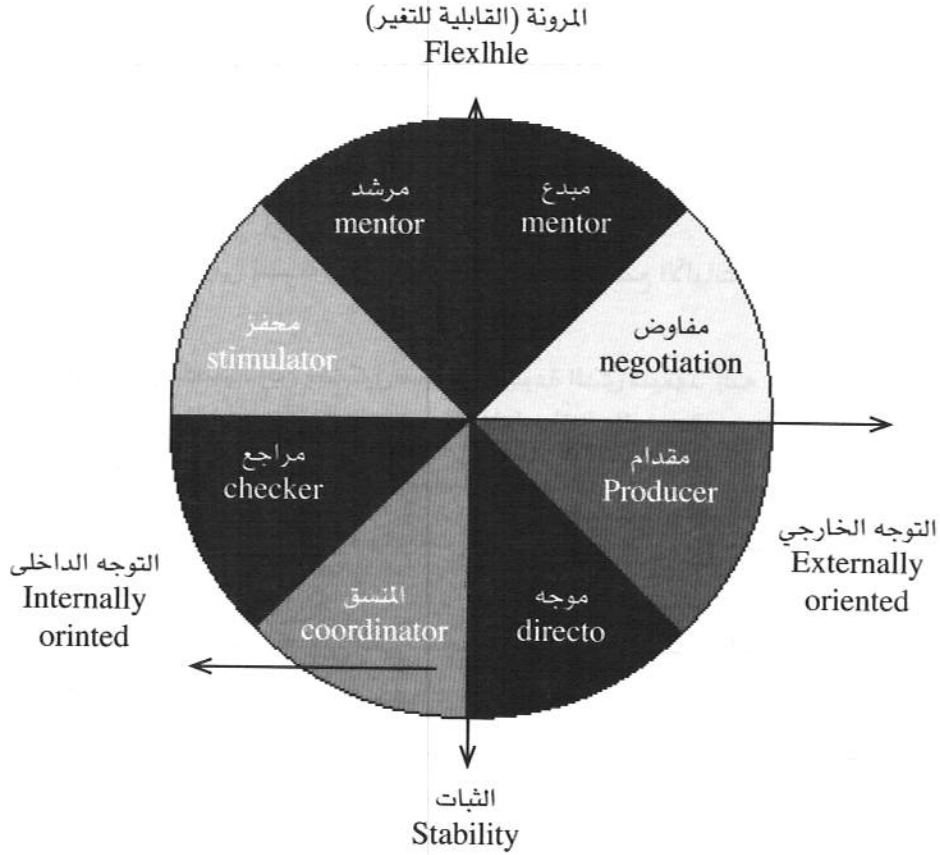 المرونة (القابلية للتغير)
Flexlhle
مرشد
mentor
مبدع
mentor
محفز
stimulator
مفاوض
negotiation
مراجع
checker
مقدام
Producer
التوجه الداخلى
Internally
orinted
المنسق
coordinator
موجه
directo
التوجه الخارجي
Externally
oriented
الثبات
Stability